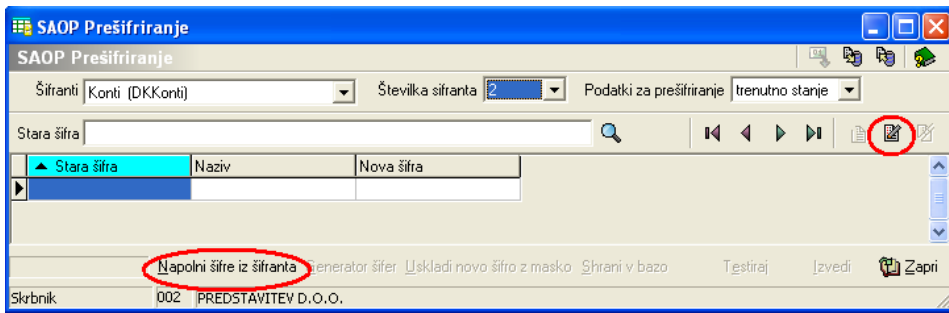 SAOP Prešifriranje
SAOP Prešifriranje
Šifranti Konti (DKKonti) Številka sifranta 2 Podatki za prešifriranje trenutno stanje
Stara šifra
Stara šifra Naziv Nova šifra
Napolni šifre iz šifranta Generator šifer Uskladi novo šifro z masko Shrani v bazo Testiraj Izvedi Zapri
Skrbnik 002 PREDSTAVITEV D.O.O.